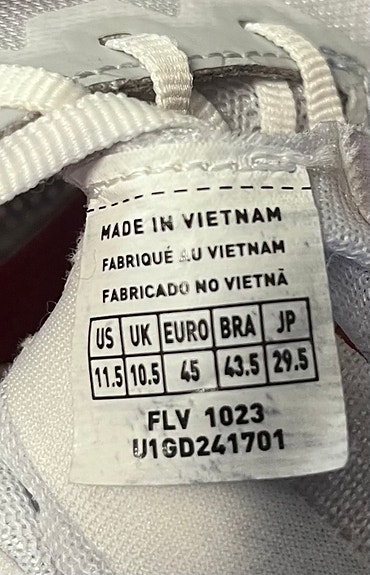 MADE IN VIETNAM
FABRIQUÉ AU VIETNAM
FABRICADO NO VIETNÃ
US UK EURO BRA JP
11.5 10.5 45 43.5 29.5
FLV 1023
U1GD241701